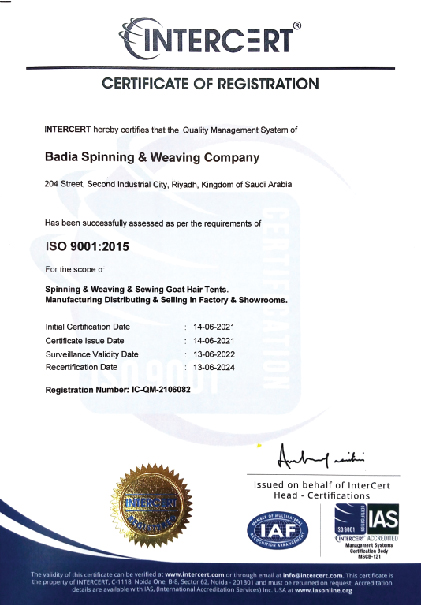 INTERCERT®
CERTIFICATE OF REGISTRATION
INTERCERT hereby certifies that the Quality Management System of
Badia Spinning & Weaving Company
204 Street, Second Industrial City, Riyadh, Kingdom of Saudi Arabia
Has been successfully assessed as per the requirements of
ISO 9001:2015
For the scope of
Spinning & Weaving & Sewing Goat Hair Tents.
Manufacturing Distributing & Selling in Factory & Showrooms.
Initial Certification Date : 14-06-2021
Certificate Issue Date : 14-06-2021
Surveillance Validity Date : 13-06-2022
Recertification Date : 13-06-2024
Registration Number: IC-QM-2106082
CERTIFICATION
Issued on behalf of InterCert
Head - Certifications
INTERCERT
IAF
IAS
ISO 9001
INTERCERT ACCREDITED
Management Systems
Certification Body
MSCB-121
The validity of this certificate can be verified at www.intercert.com or through email at info@intercert.com. This certificate is
the property of INTERCERT, C-111 Noida One, B-8, Sector 62, Noida - 201301 and must be returned on request. Accreditation
details are available with IAS, (International Accreditation Services) Inc. USA at www.iasonline.org